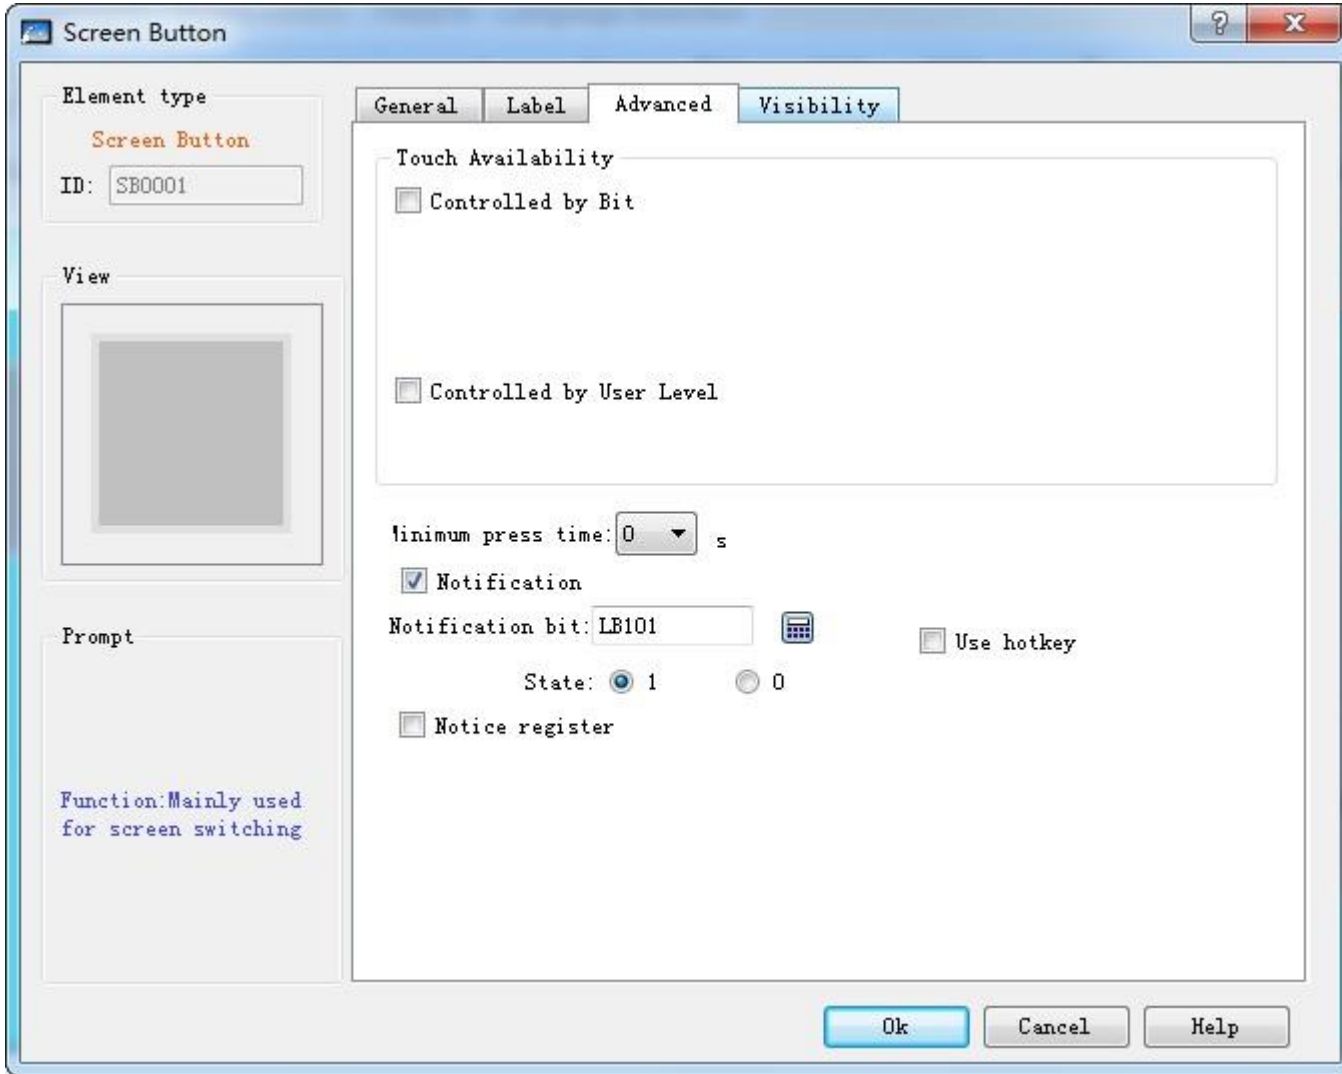 Screen Button
Element type
Screen Button
ID: SB0001
View
Prompt
Function:Mainly used
for screen switching
General Label Advanced Visibility
Touch Availability
Controlled by Bit
Controlled by User Level
Minimum press time: 0 s
Notification
Notification bit: LB101
Use hotkey
State: 1 0
Notice register
Ok Cancel Help